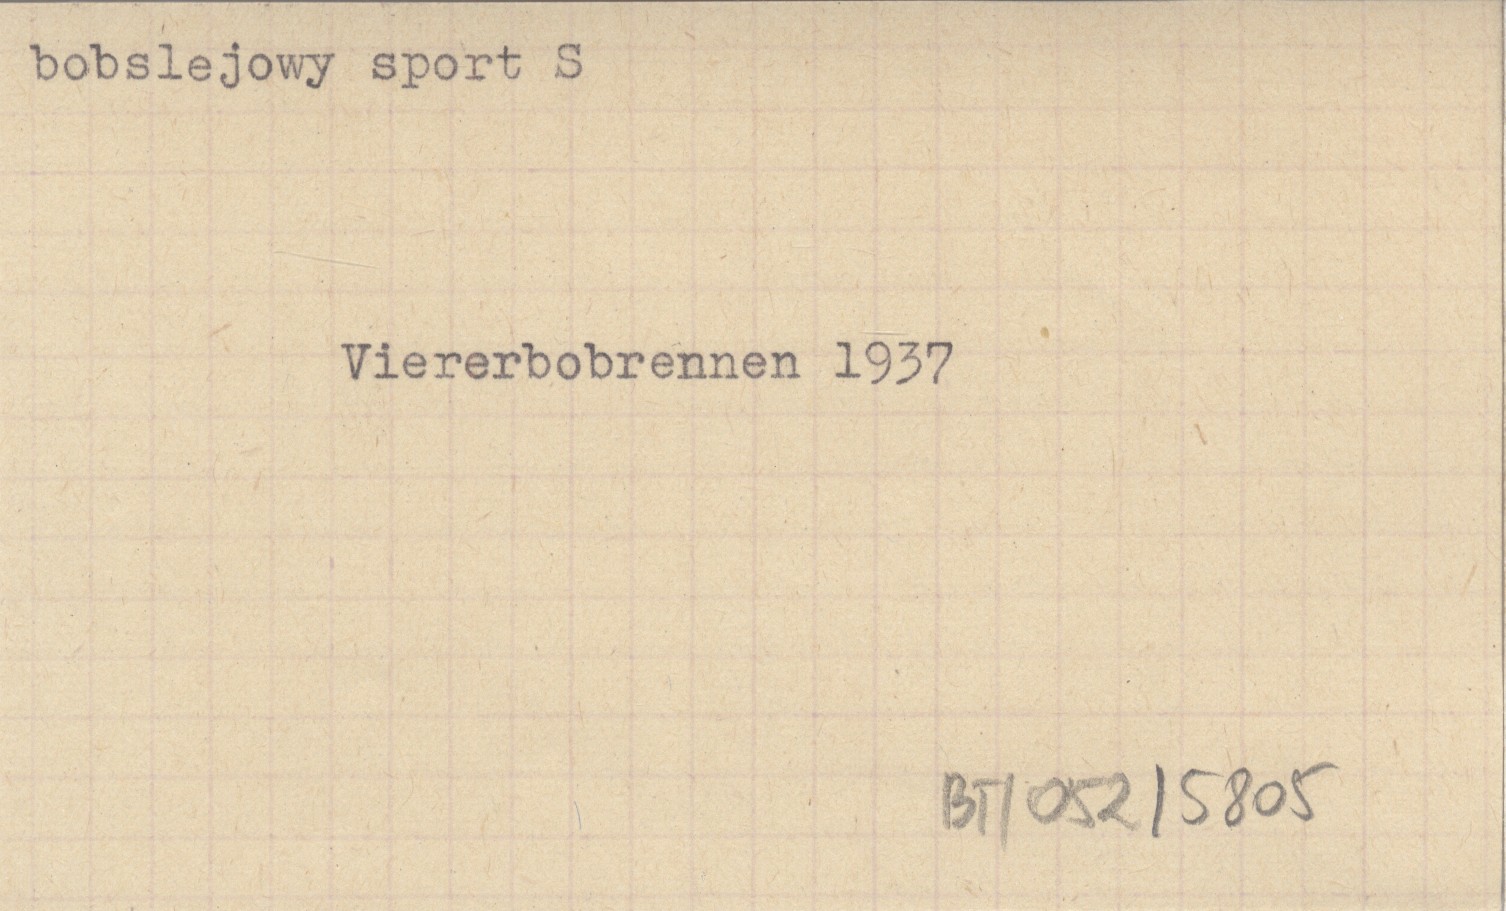 bobslejowy sport S
Viererbobrennen 1937
BT/052/5805